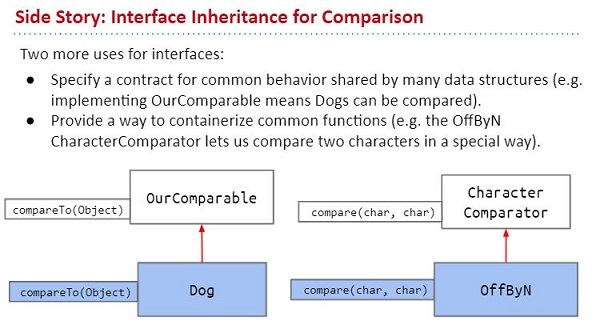 Side Story: Interface Inheritance for Comparison
Two more uses for interfaces:
● Specify a contract for common behavior shared by many data structures (e.g.
implementing OurComparable means Dogs can be compared).
● Provide a way to containerize common functions (e.g. the OffByN
CharacterComparator lets us compare two characters in a special way).
OurComparable
compareTo(Object)
Character
Comparator
compare(char, char)
Dog
compareTo(Object)
OffByN
compare(char, char)